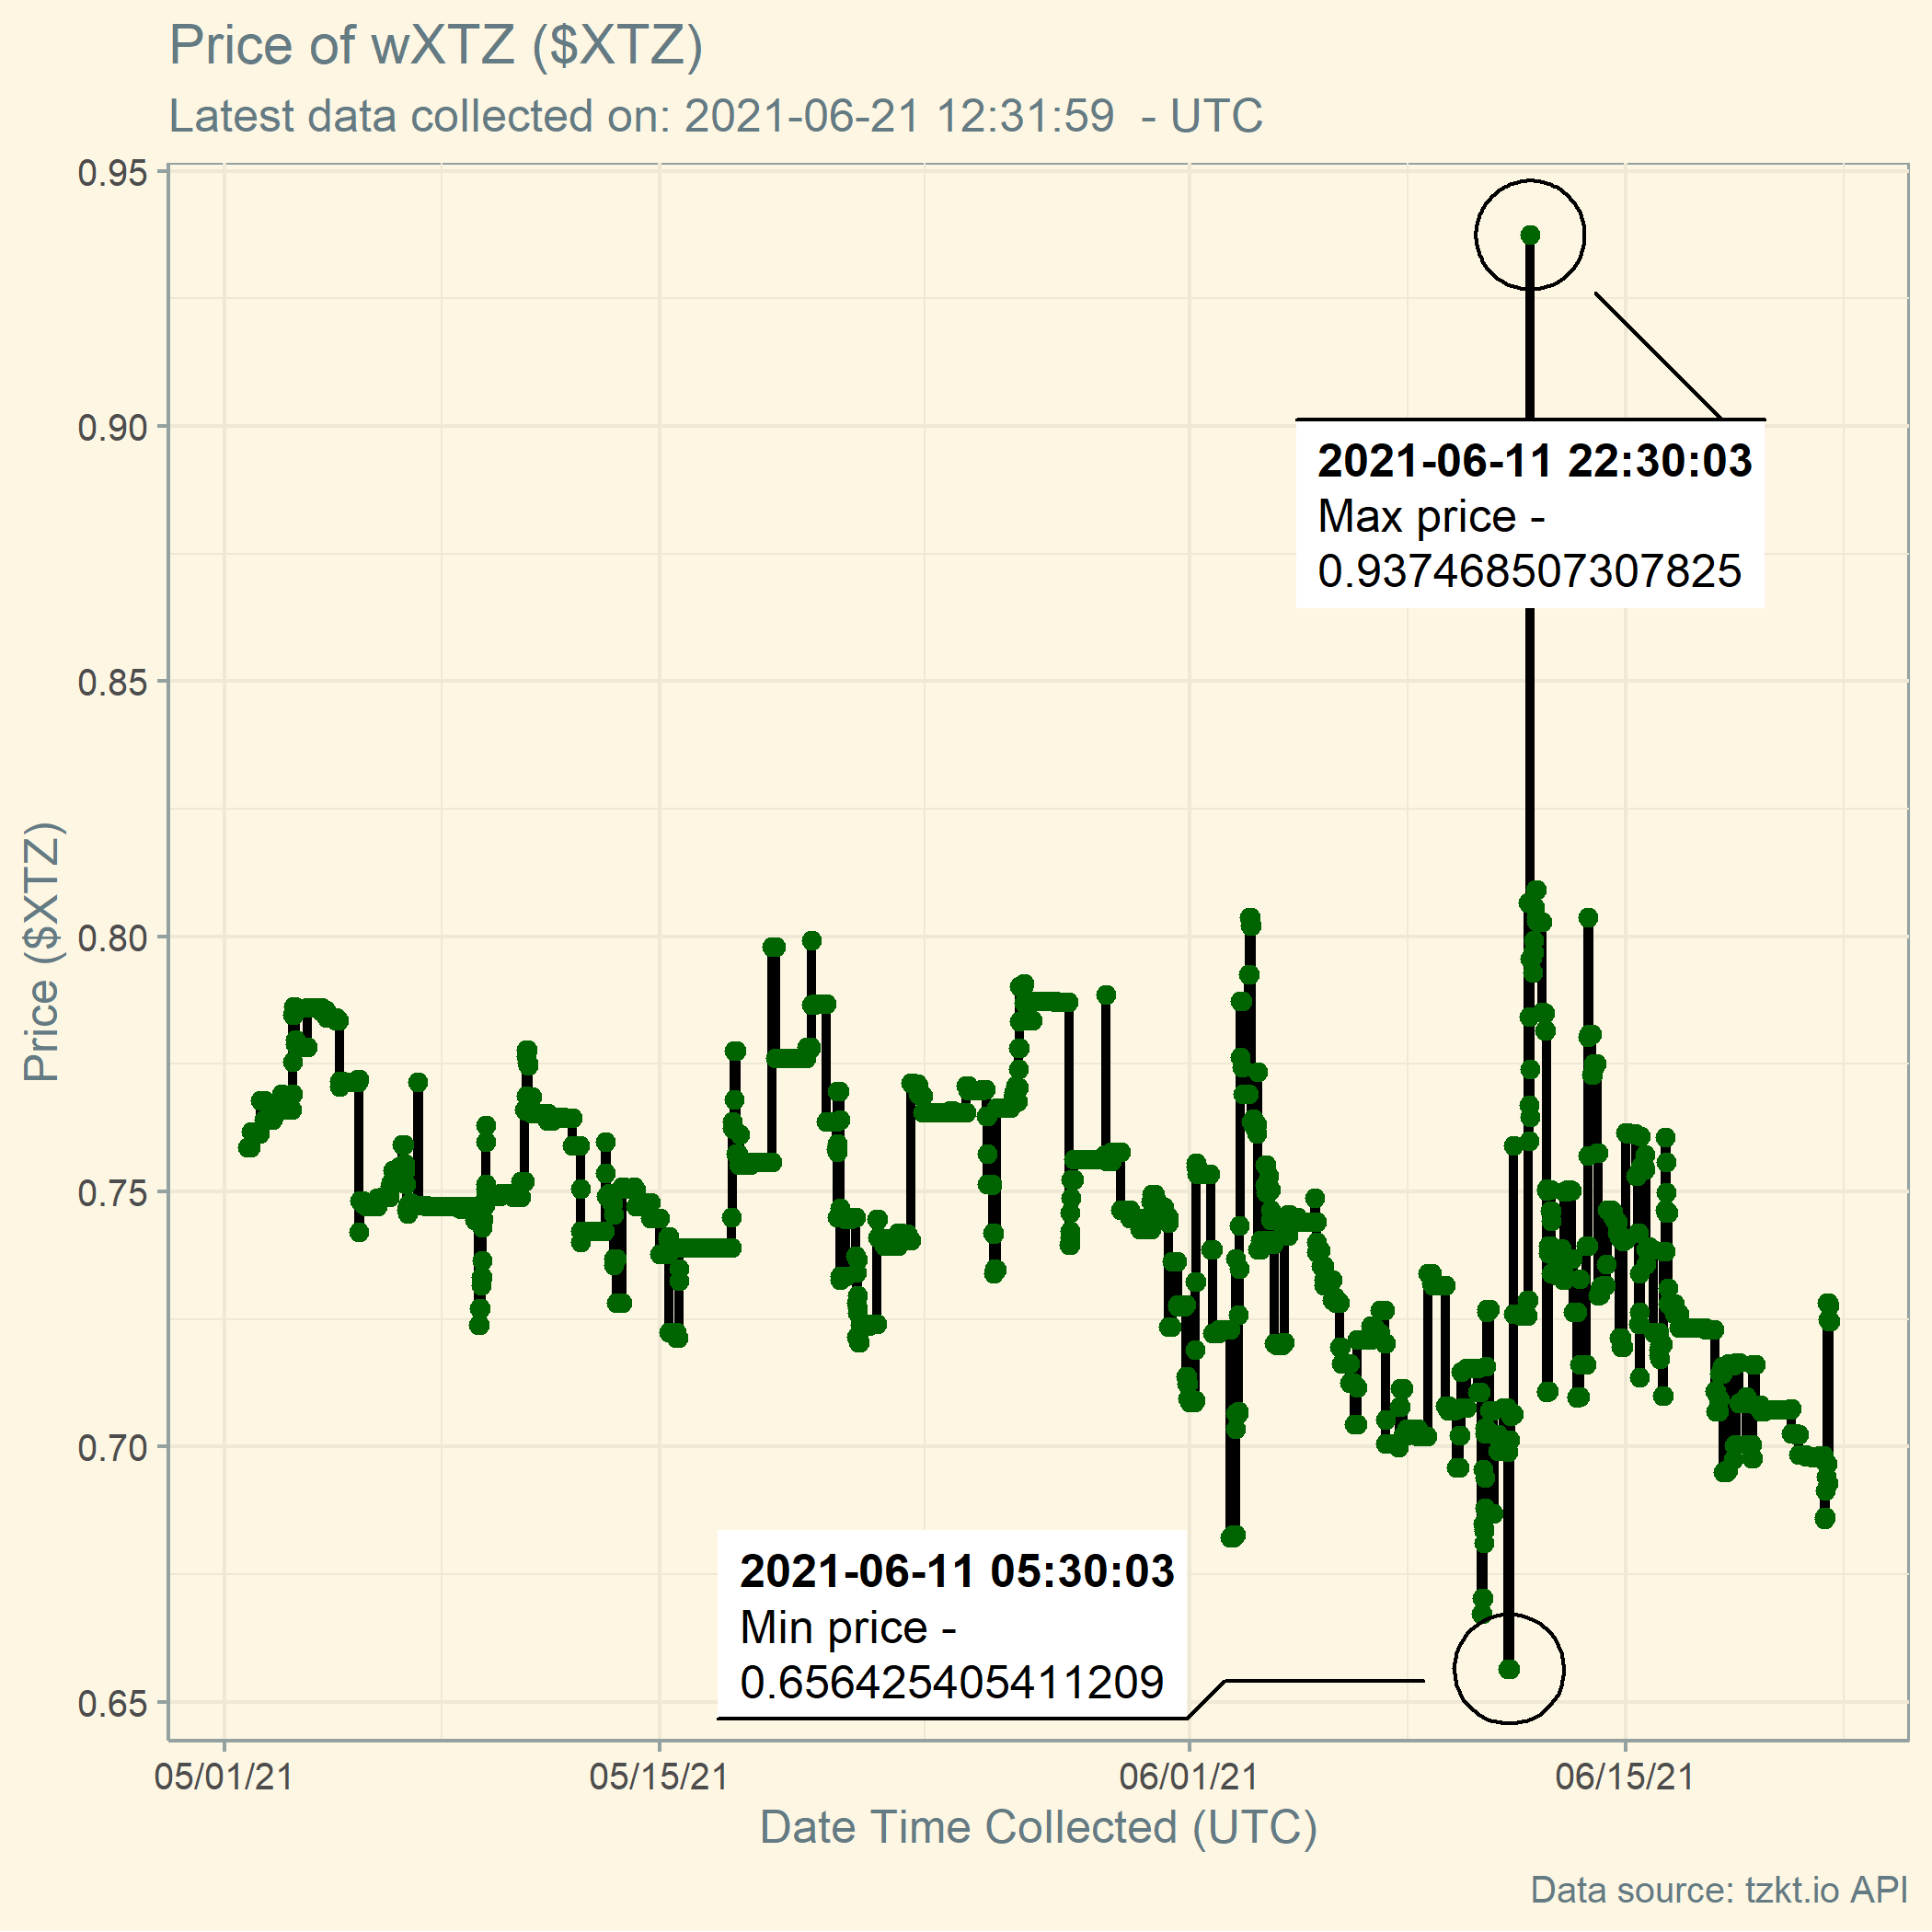 Price of wXTZ ($XTZ)
Latest data collected on: 2021-06-21 12:31:59  - UTC
0.95
0.90
0.85
0.80
0.75
0.70
0.65
Price ($XTZ)
2021-06-11 22:30:03
Max price -
0.937468507307825
2021-06-11 05:30:03
Min price -
0.656425405411209
05/01/21
05/15/21
06/01/21
06/15/21
Date Time Collected (UTC)
Data source: tzkt.io API